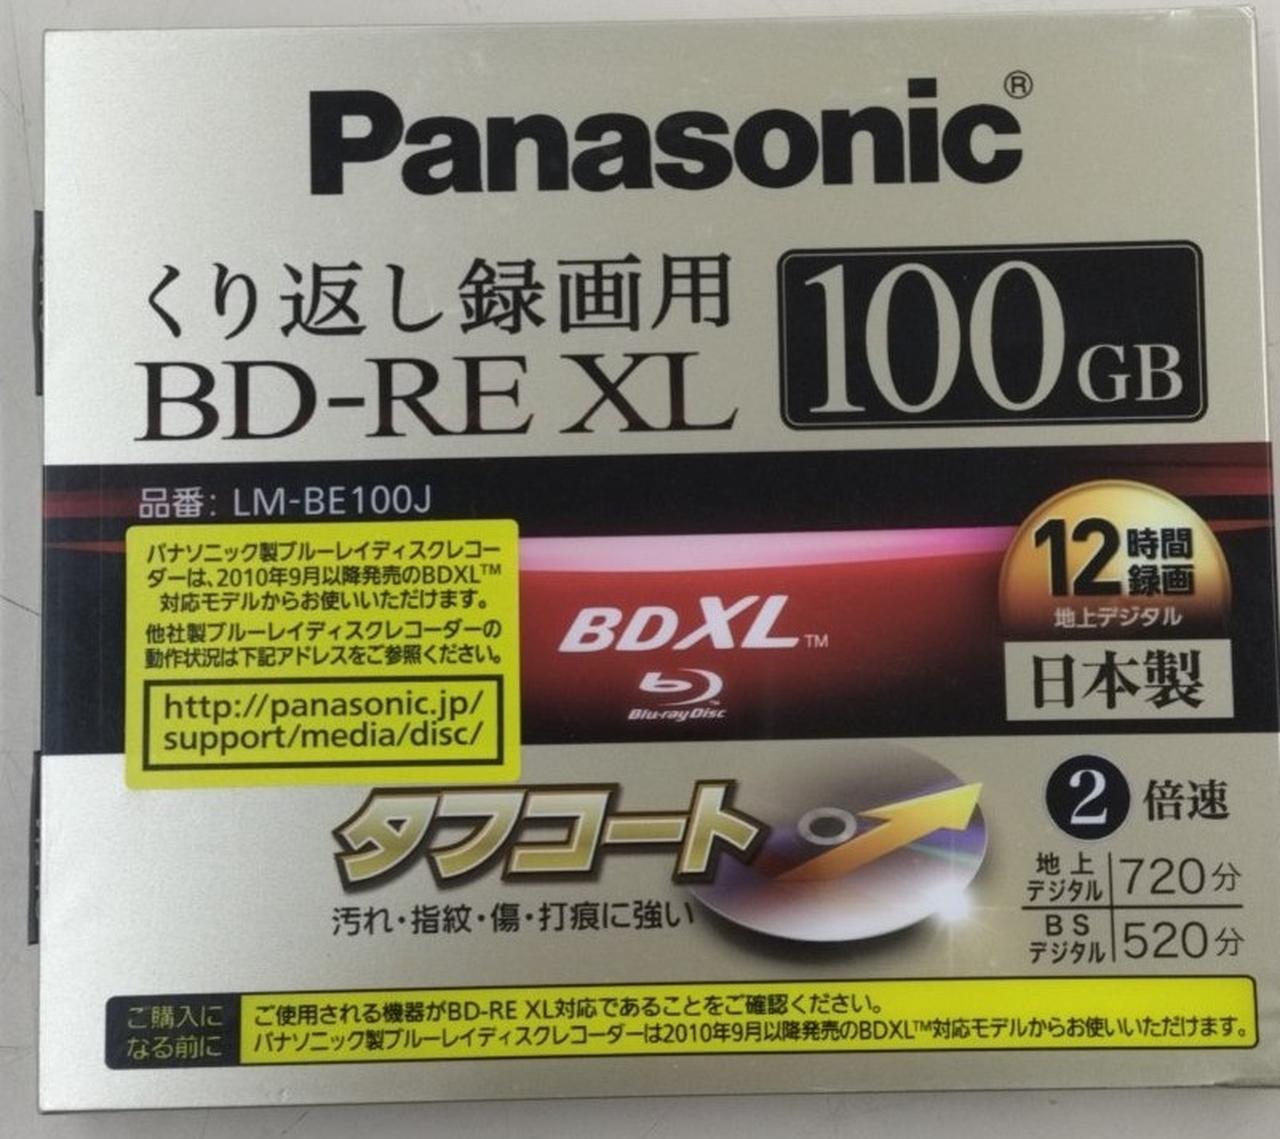 Panasonic®
くり返し録画用
BD-RE XL
100GB
品番: LM-BE100J
パナソニック製ブルーレイディスクレコー
ダーは、2010年9月以降発売のBDXL™
対応モデルからお使いいただけます。
他社製ブルーレイディスクレコーダーの
動作状況は下記アドレスをご参照ください。
http://panasonic.jp/
support/media/disc/
BDXL™
Blu-ray Disc™
12時間
録画
地上デジタル
日本製
タフコート
汚れ・指紋・傷・打痕に強い
2倍速
地上
デジタル
720分
BS
デジタル
520分
ご購入に
なる前に
ご使用される機器がBD-RE XL対応であることをご確認ください。
パナソニック製ブルーレイディスクレコーダーは2010年9月以降発売のBDXL™対応モデルからお使いいただけます。